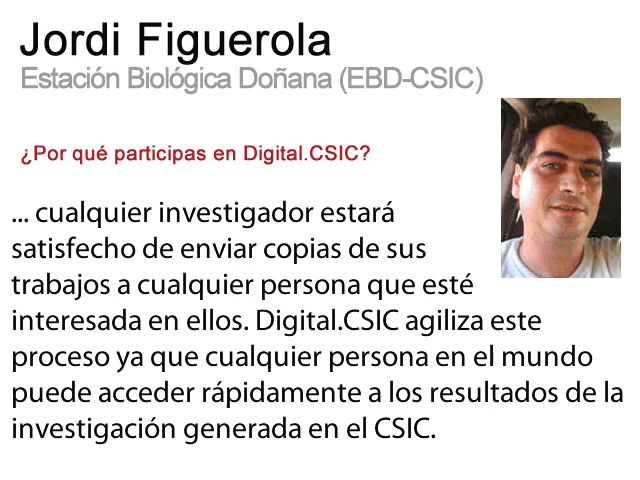 Jordi Figuerola
Estación Biológica Doñana (EBD-CSIC)
¿Por qué participas en Digital.CSIC?
... cualquier investigador estará
satisfecho de enviar copias de sus
trabajos a cualquier persona que esté
interesada en ellos. Digital.CSIC agiliza este
proceso ya que cualquier persona en el mundo
puede acceder rápidamente a los resultados de la
investigación generada en el CSIC.